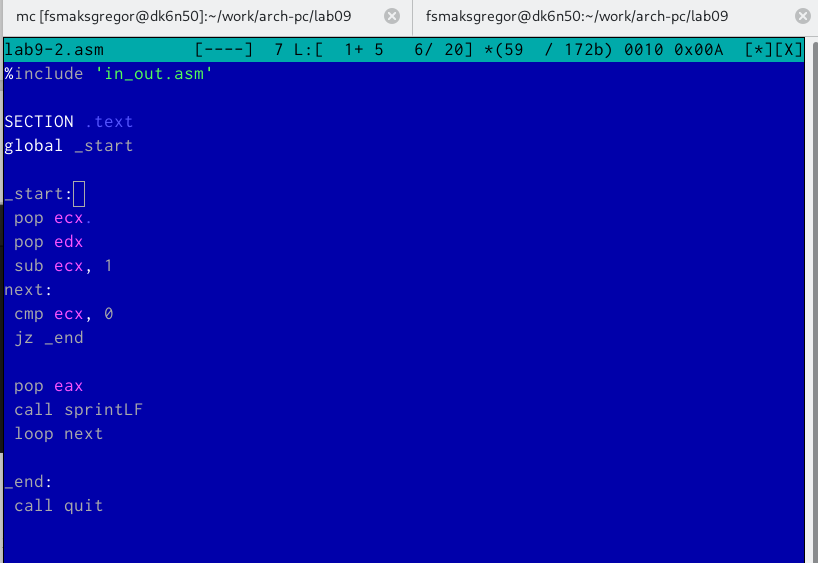 mc [fsmaksgregor@dk6n50]:~/work/arch-pc/lab09
fsmaksgregor@dk6n50:~/work/arch-pc/lab09
lab9-2.asm [----] 7 L:[ 1+ 5 6/ 20] *(59 / 172b) 0010 0x00A [*][X]
%include 'in_out.asm'
SECTION .text
global _start
_start:
pop ecx.
pop edx
sub ecx, 1
next:
cmp ecx, 0
jz _end
pop eax
call sprintLF
loop next
_end:
call quit